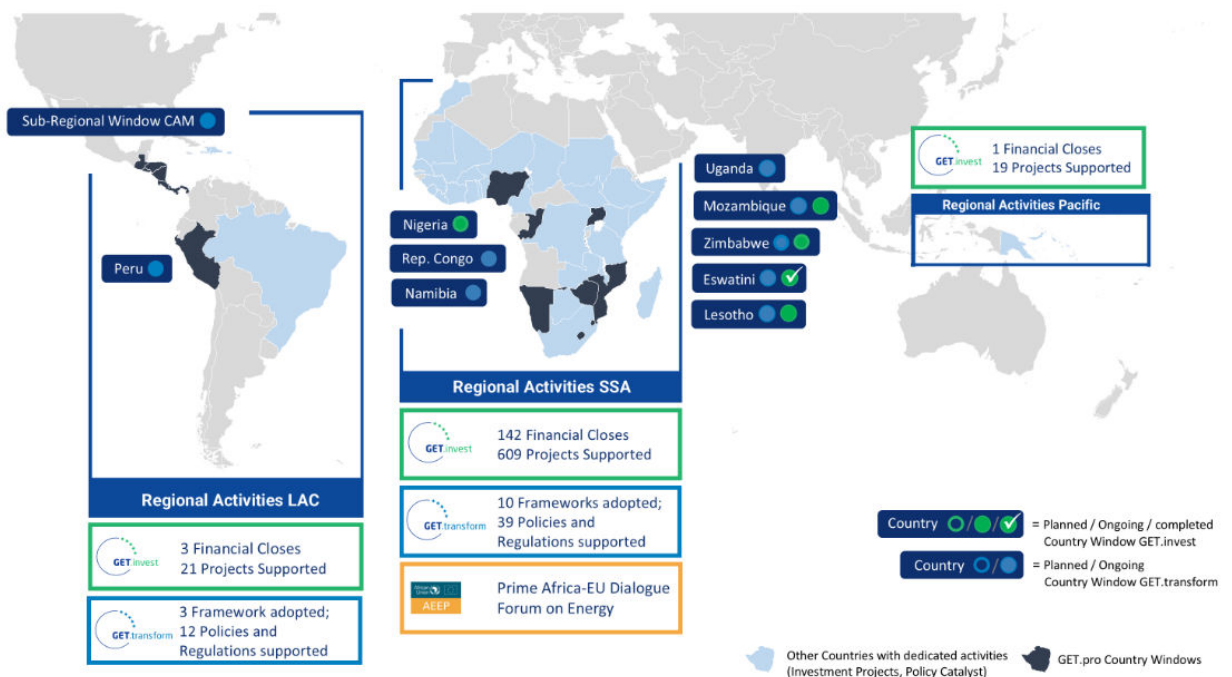 Sub-Regional Window CAM
Peru
Nigeria
Rep. Congo
Namibia
Uganda
Mozambique
Zimbabwe
Eswatini
Lesotho
GET.invest
1 Financial Closes
19 Projects Supported
Regional Activities Pacific
Regional Activities SSA
GET.invest
142 Financial Closes
609 Projects Supported
GET.transform
10 Frameworks adopted;
39 Policies and
Regulations supported
African
Union
AEEP
Prime Africa-EU Dialogue
Forum on Energy
Regional Activities LAC
GET.invest
3 Financial Closes
21 Projects Supported
GET.transform
3 Framework adopted;
12 Policies and
Regulations supported
Country / / = Planned / Ongoing / completed
Country Window GET.invest
Country / = Planned / Ongoing
Country Window GET.transform
Other Countries with dedicated activities
(Investment Projects, Policy Catalyst)
GET.pro Country Windows